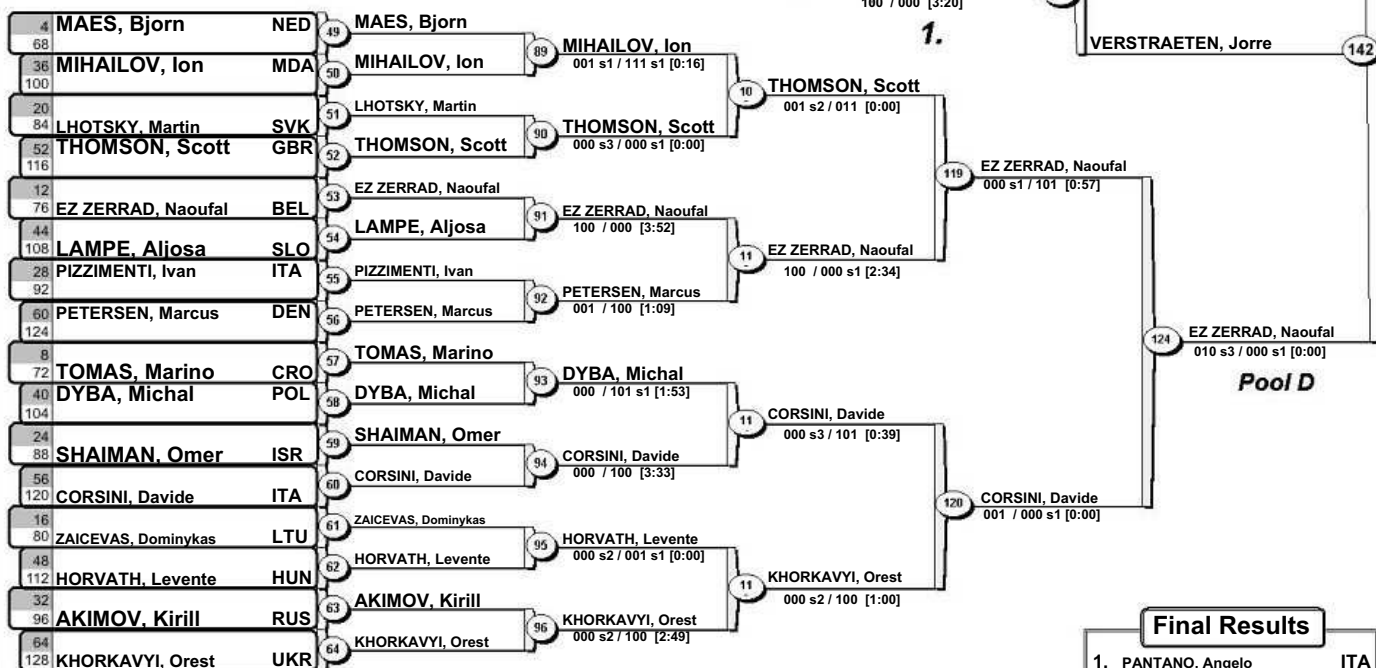 100 / 000 [3:20]
1.
VERSTRAETEN, Jorre
142
4 MAES, Bjorn NED
68
49
MAES, Bjorn
36 MIHAILOV, Ion MDA
100
50
MIHAILOV, Ion
89
MIHAILOV, Ion
001 s1 / 111 s1 [0:16]
20
84 LHOTSKY, Martin SVK
51
LHOTSKY, Martin
52 THOMSON, Scott GBR
116
52
THOMSON, Scott
90
THOMSON, Scott
000 s3 / 000 s1 [0:00]
10
THOMSON, Scott
001 s2 / 011 [0:00]
12
76 EZ ZERRAD, Naoufal BEL
53
EZ ZERRAD, Naoufal
44
108 LAMPE, Aljosa SLO
54
LAMPE, Aljosa
91
EZ ZERRAD, Naoufal
100 / 000 [3:52]
28 PIZZIMENTI, Ivan ITA
92
55
PIZZIMENTI, Ivan
60 PETERSEN, Marcus DEN
124
56
PETERSEN, Marcus
92
PETERSEN, Marcus
001 / 100 [1:09]
11
EZ ZERRAD, Naoufal
100 / 000 s1 [2:34]
119
EZ ZERRAD, Naoufal
000 s1 / 101 [0:57]
8
72 TOMAS, Marino CRO
57
TOMAS, Marino
40 DYBA, Michal POL
104
58
DYBA, Michal
93
DYBA, Michal
000 / 101 s1 [1:53]
24
88 SHAIMAN, Omer ISR
59
SHAIMAN, Omer
56
120 CORSINI, Davide ITA
60
CORSINI, Davide
94
CORSINI, Davide
000 / 100 [3:33]
11
CORSINI, Davide
000 s3 / 101 [0:39]
16
80 ZAICEVAS, Dominykas LTU
61
ZAICEVAS, Dominykas
48
112 HORVATH, Levente HUN
62
HORVATH, Levente
95
HORVATH, Levente
000 s2 / 001 s1 [0:00]
32
96 AKIMOV, Kirill RUS
63
AKIMOV, Kirill
64
128 KHORKAVYI, Orest UKR
64
KHORKAVYI, Orest
96
KHORKAVYI, Orest
000 s2 / 100 [2:49]
11
KHORKAVYI, Orest
000 s2 / 100 [1:00]
120
CORSINI, Davide
001 / 000 s1 [0:00]
124
EZ ZERRAD, Naoufal
010 s3 / 000 s1 [0:00]
Pool D
Final Results
1. PANTANO, Angelo ITA